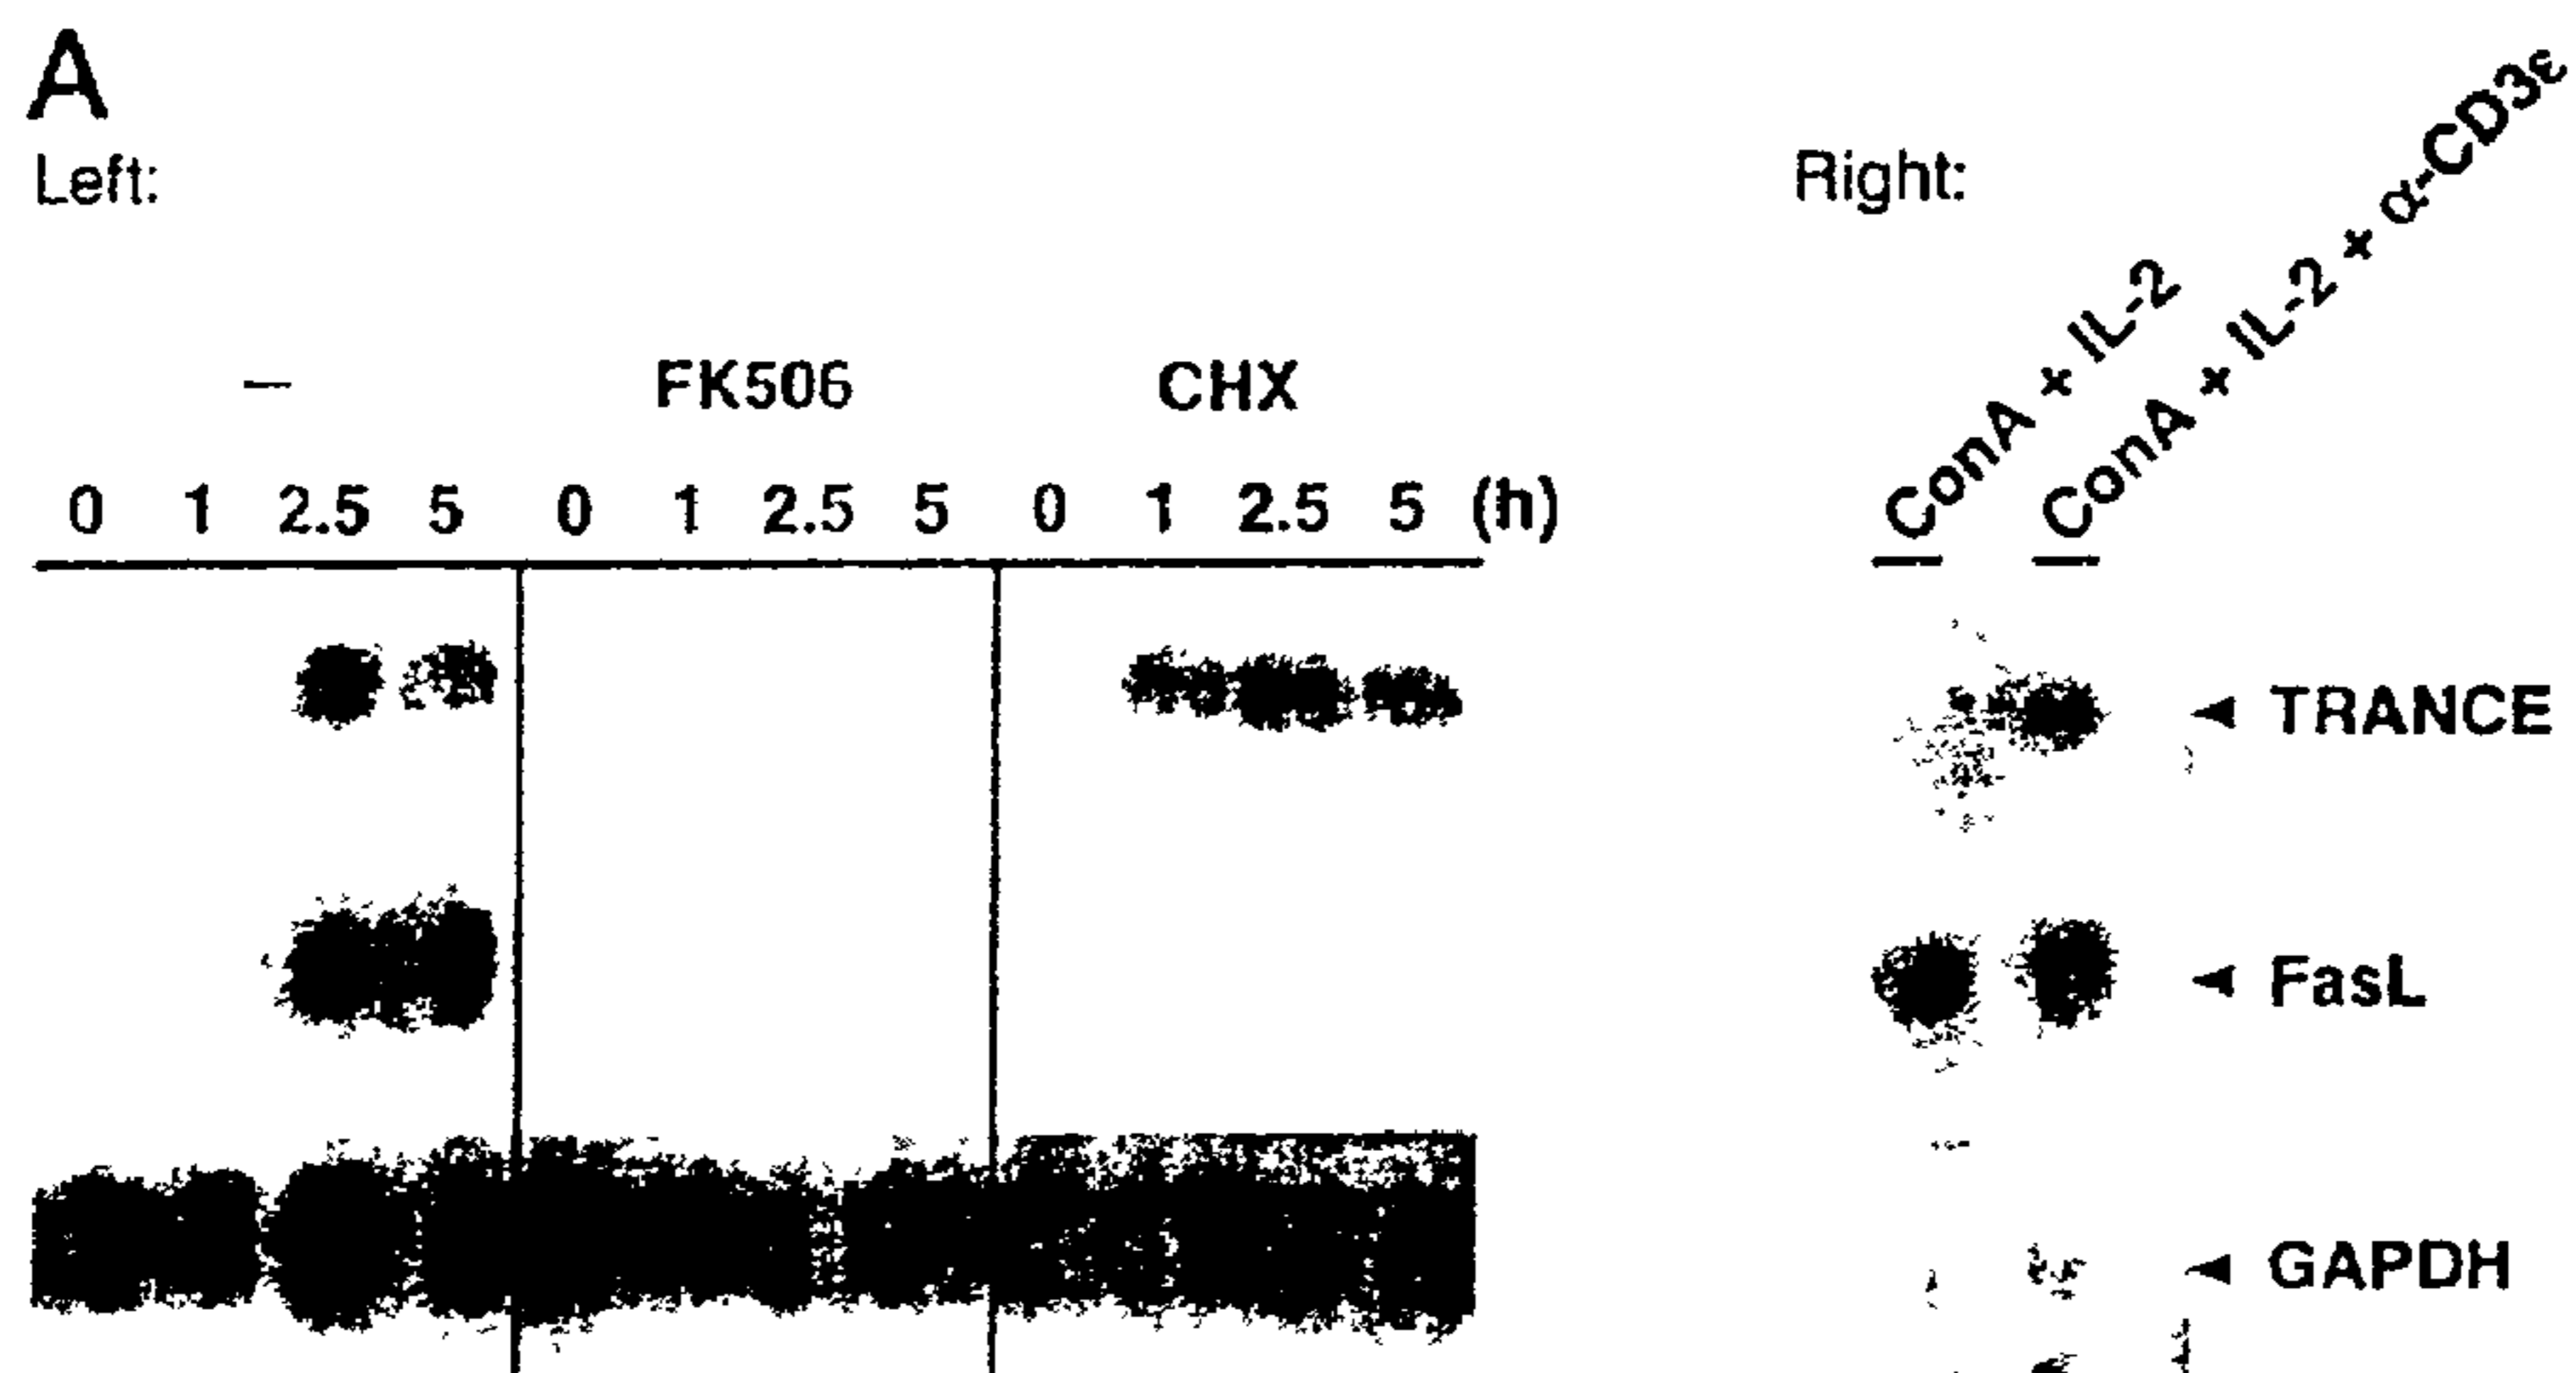 A
Left:
Right:
ConA + IL-2
ConA + IL-2 + α-CD3ε
– FK506 CHX
0 1 2.5 5 0 1 2.5 5 0 1 2.5 5 (h)
TRANCE
FasL
GAPDH